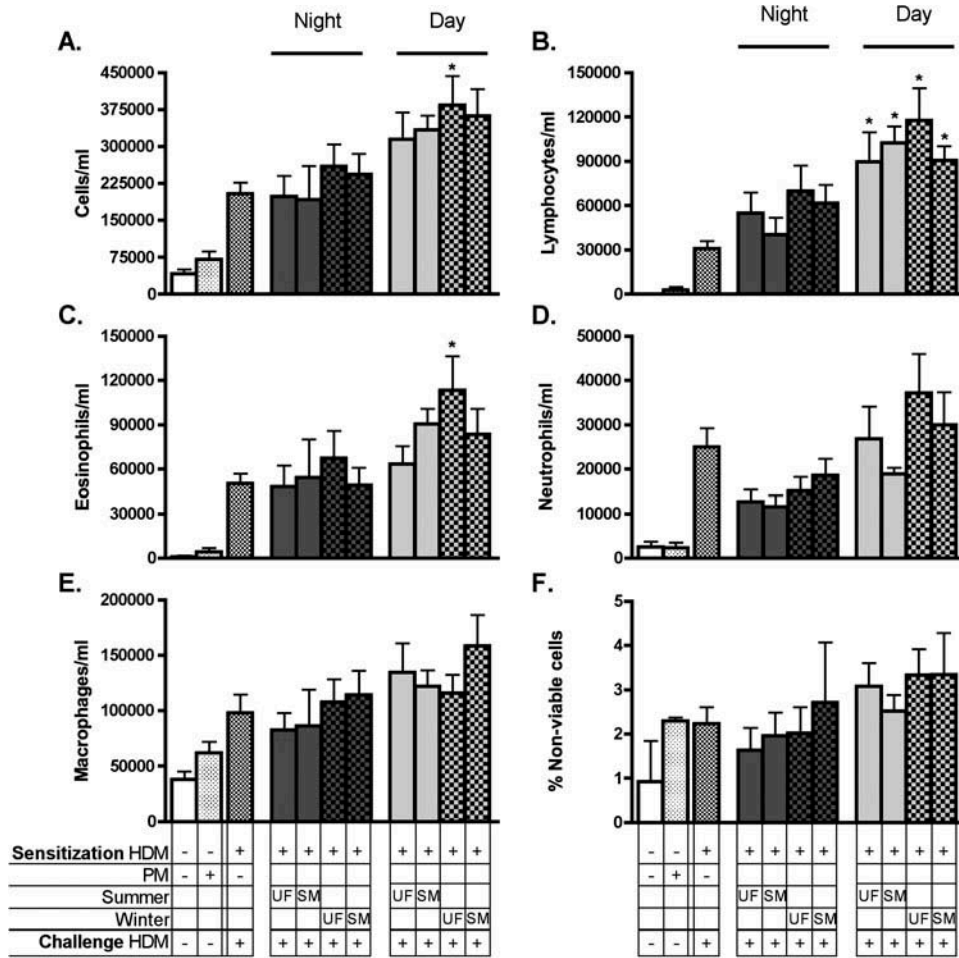 Night Day Night Day
A. B.
450000 375000 300000 225000 150000 75000 0
Cells/ml
*
150000 120000 90000 60000 30000 0
Lymphocytes/ml
* * * *
C. D.
150000 120000 90000 60000 30000 0
Eosinophils/ml
*
50000 40000 30000 20000 10000 0
Neutrophils/ml
E. F.
200000 150000 100000 50000 0
Macrophages/ml
5 4 3 2 1 0
% Non-viable cells
Sensitization HDM - - + + + + + + + + + - - + + + + + + + + +
PM - + - - + -
Summer UF SM UF SM UF SM UF SM
Winter UF SM UF SM UF SM UF SM
Challenge HDM - - + + + + + + + + + - - + + + + + + + + +